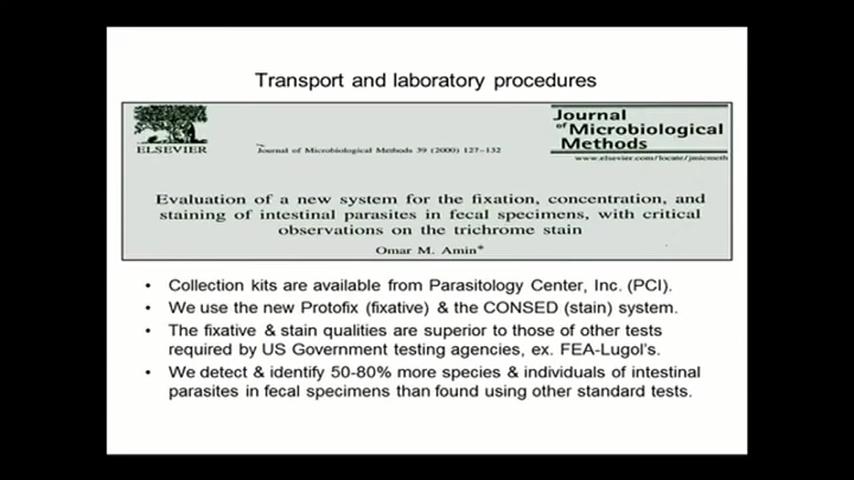 Transport and laboratory procedures
ELSEVIER
Journal of Microbiological Methods 39 (2000) 127–132
Journal
of Microbiological
Methods
www.elsevier.com/locate/jmicmeth
Evaluation of a new system for the fixation, concentration, and
staining of intestinal parasites in fecal specimens, with critical
observations on the trichrome stain
Omar M. Amin*
• Collection kits are available from Parasitology Center, Inc. (PCI).
• We use the new Protofix (fixative) & the CONSED (stain) system.
• The fixative & stain qualities are superior to those of other tests
required by US Government testing agencies, ex. FEA-Lugol's.
• We detect & identify 50-80% more species & individuals of intestinal
parasites in fecal specimens than found using other standard tests.